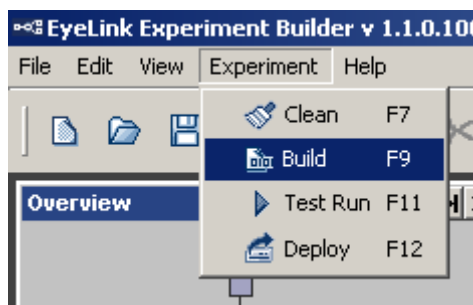 EyeLink Experiment Builder v 1.1.0.10
File Edit View Experiment Help
Clean F7
Build F9
Overview
Test Run F11
Deploy F12